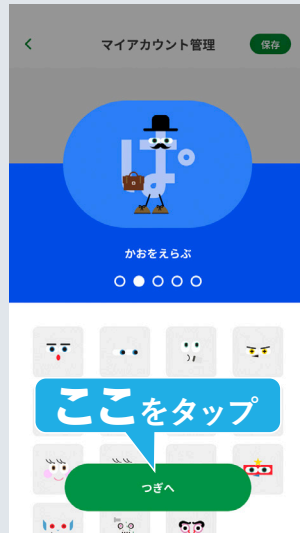 マイアカウント管理
保存
ぱ
かおをえらぶ
ここをタップ
つぎへ